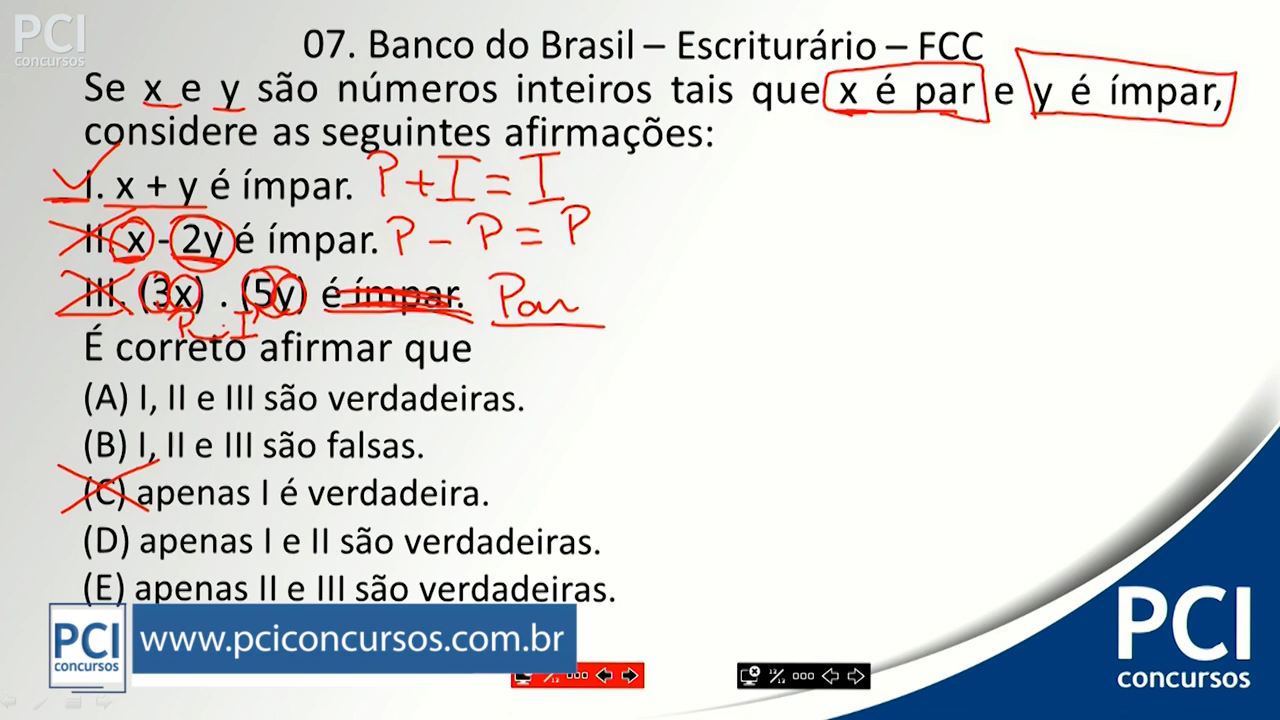 PCI
concursos
07. Banco do Brasil – Escriturário – FCC
Se x e y são números inteiros tais que x é par e y é ímpar,
considere as seguintes afirmações:
I. x + y é ímpar. P + I = I
II. x - 2y é ímpar. P - P = P
III. (3x) . (5y) é ímpar. Par
P . I
É correto afirmar que
(A) I, II e III são verdadeiras.
(B) I, II e III são falsas.
(C) apenas I é verdadeira.
(D) apenas I e II são verdadeiras.
(E) apenas II e III são verdadeiras.
PCI
concursos
www.pciconcursos.com.br
PCI
concursos